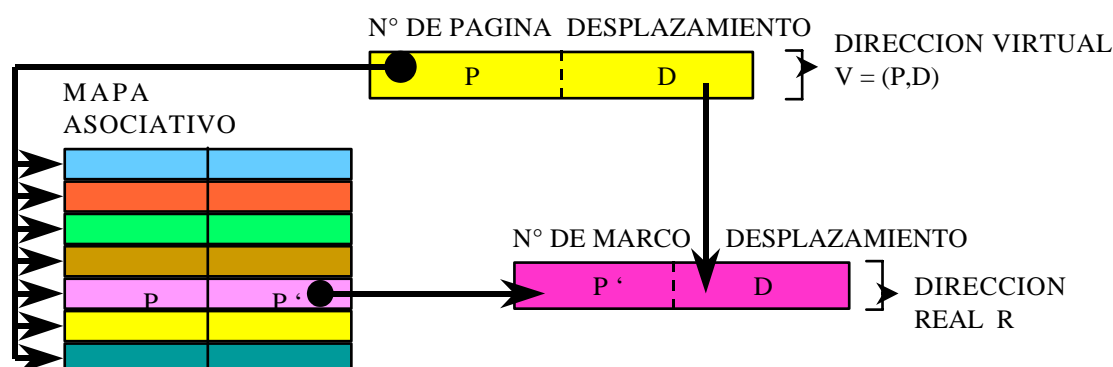 N° DE PAGINA DESPLAZAMIENTO
P D
DIRECCION VIRTUAL
V = (P,D)
MAPA
ASOCIATIVO
N° DE MARCO DESPLAZAMIENTO
P P‘
P ‘ D
DIRECCION
REAL R